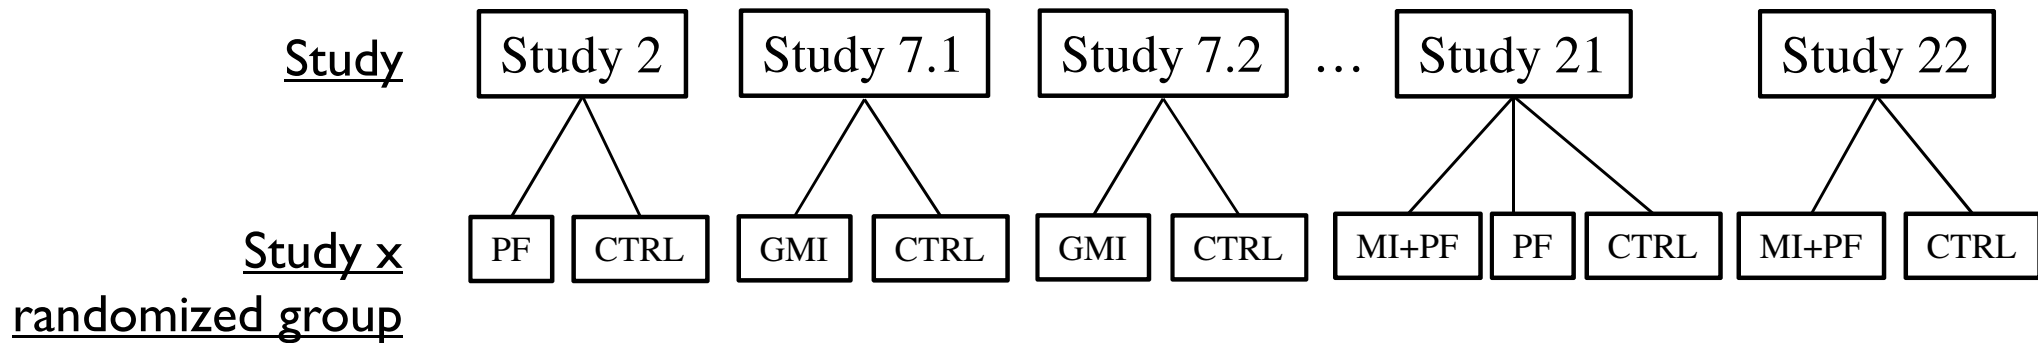 Study
Study 2
Study 7.1
Study 7.2
...
Study 21
Study 22
Study x
randomized group
PF
CTRL
GMI
CTRL
GMI
CTRL
MI+PF
PF
CTRL
MI+PF
CTRL